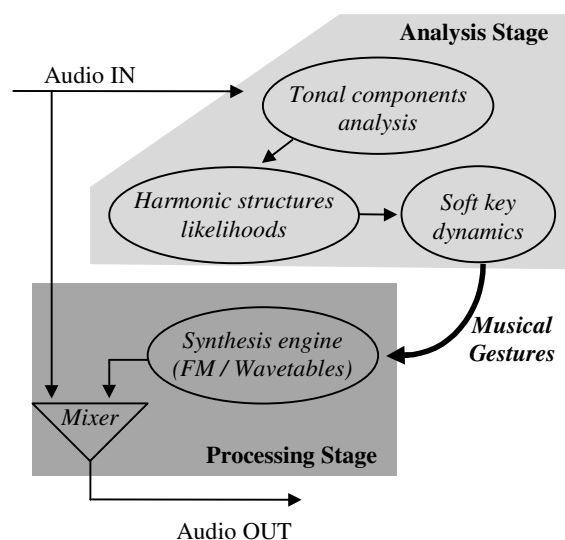 Analysis Stage
Audio IN
Tonal components
analysis
Harmonic structures
likelihoods
Soft key
dynamics
Musical
Gestures
Synthesis engine
(FM / Wavetables)
Mixer
Processing Stage
Audio OUT